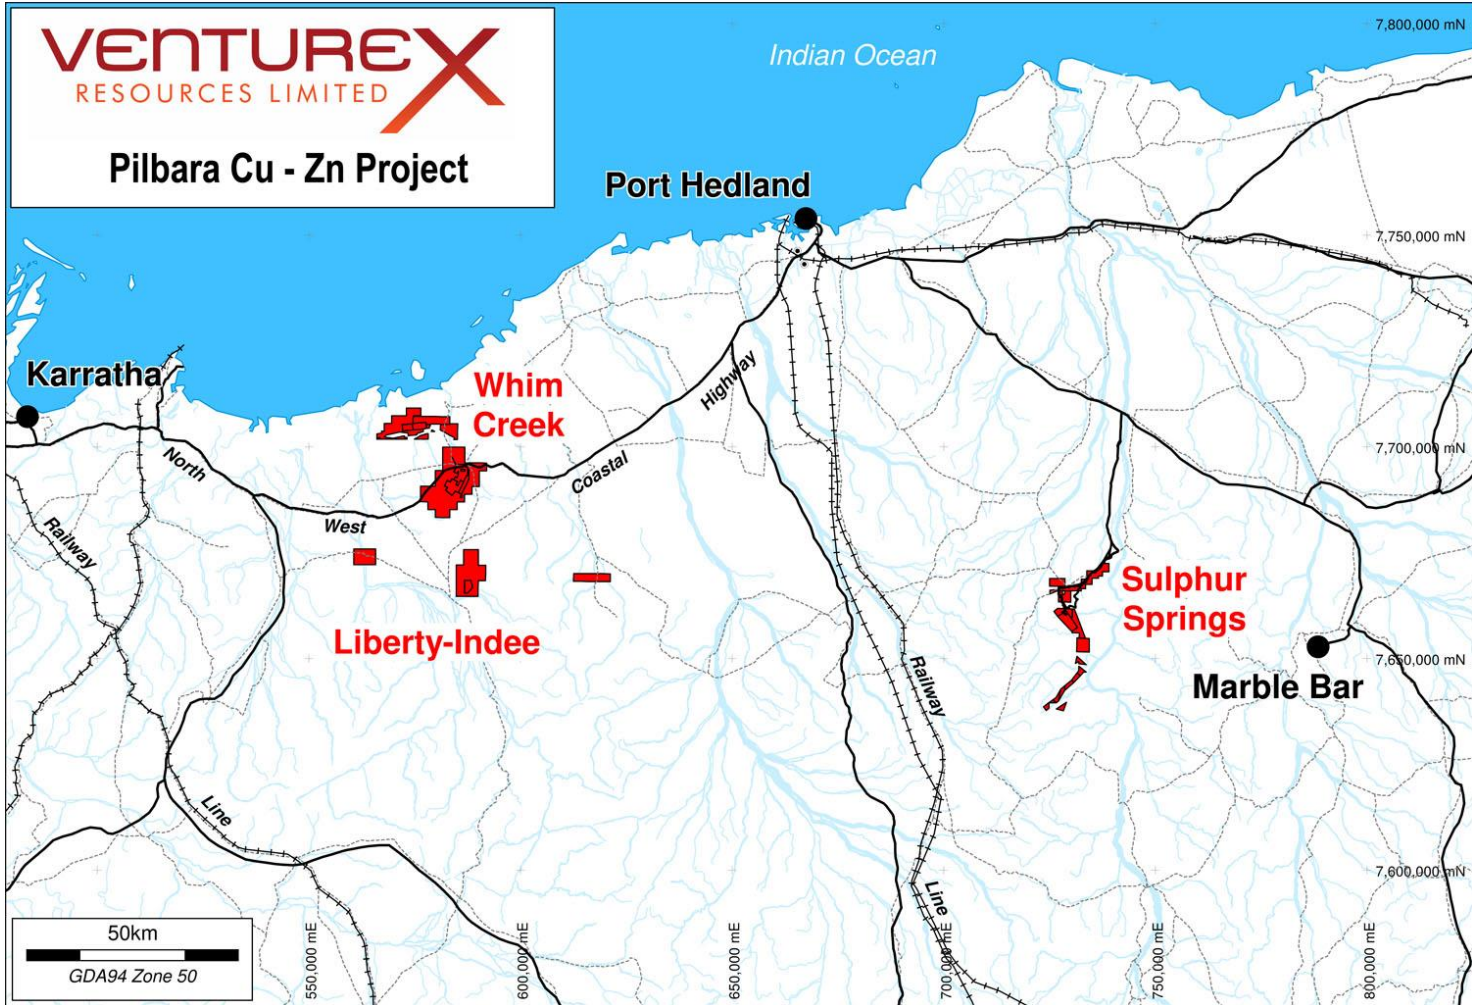 VENTUREX
RESOURCES LIMITED
Pilbara Cu - Zn Project
Indian Ocean
7,800,000 mN
Port Hedland
7,750,000 mN
Karratha
Whim
Creek
Highway
7,700,000 mN
North
Coastal
West
Railway
D
Sulphur
Springs
Liberty-Indee
7,650,000 mN
Railway
Marble Bar
Line
7,600,000 mN
Line
50km
GDA94 Zone 50
550,000 mE
600,000 mE
650,000 mE
700,000 mE
750,000 mE
800,000 mE